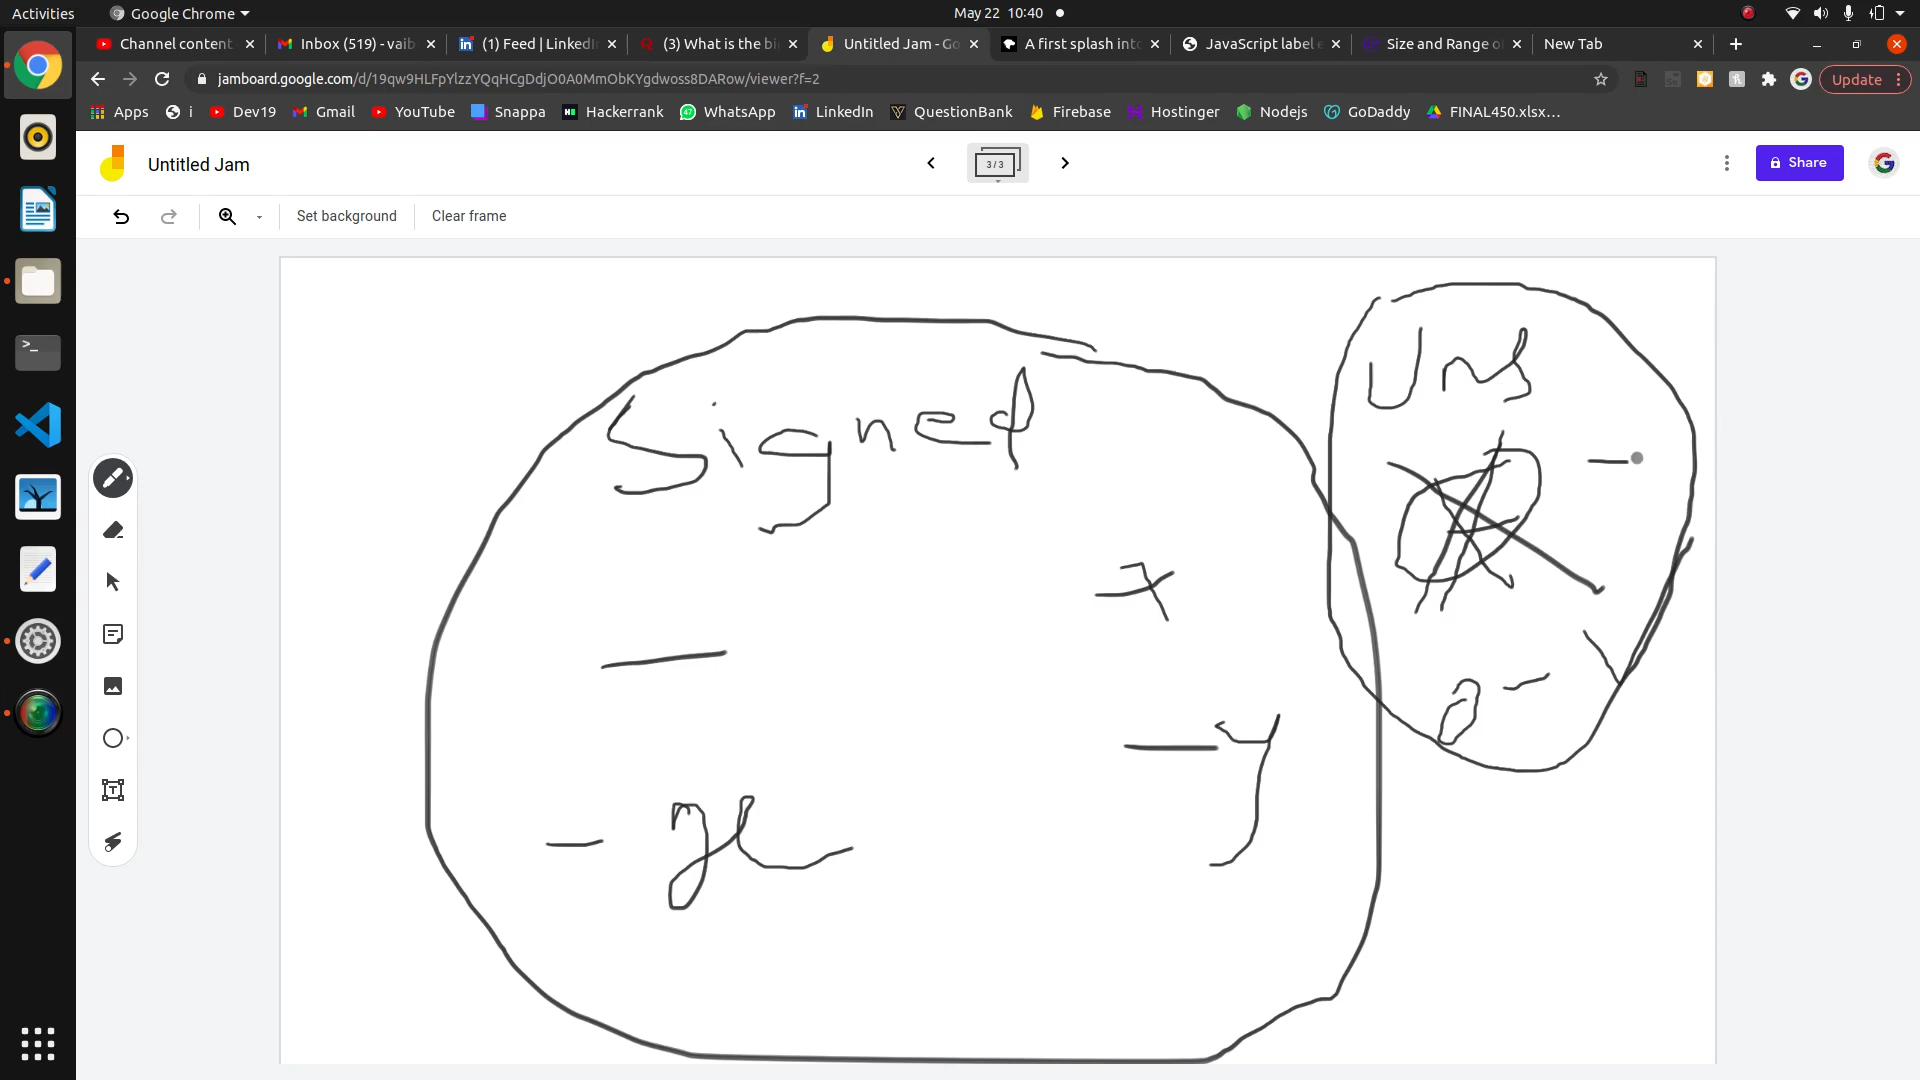 Activities
Google Chrome
May 22 10:40
Channel content
Inbox (519) - vaib
(1) Feed | LinkedIn
(3) What is the bi
Untitled Jam - Go
A first splash into
JavaScript label e
Size and Range of
New Tab
jamboard.google.com/d/19qw9HLFpYlzzYQqHCgDdjO0A0MmObKYgdwoss8DARow/viewer?f=2
Update
Apps
i
Dev19
Gmail
YouTube
Snappa
Hackerrank
WhatsApp
LinkedIn
QuestionBank
Firebase
Hostinger
Nodejs
GoDaddy
FINAL450.xlsx...
Untitled Jam
3 / 3
Share
Set background
Clear frame
Uns
Signed